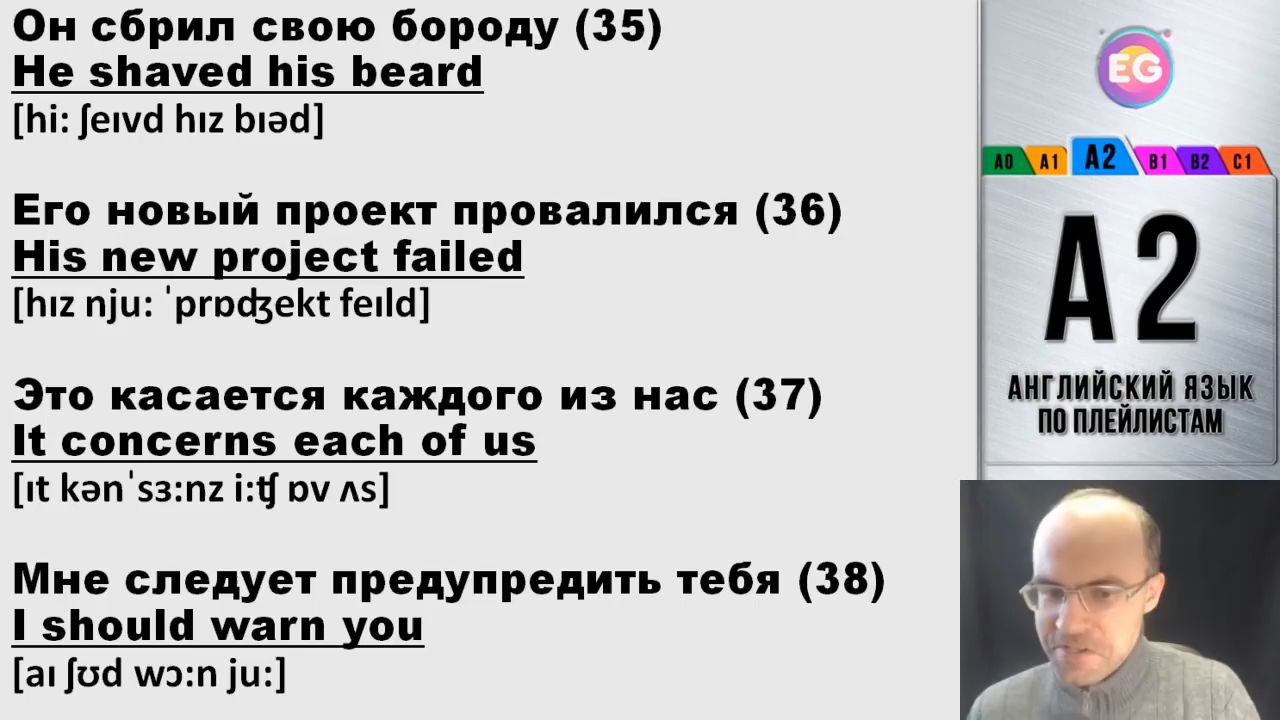 Он сбрил свою бороду (35)
He shaved his beard
[hi: ʃeɪvd hɪz bɪəd]
Его новый проект провалился (36)
His new project failed
[hɪz nju: ˈprɒʤekt feɪld]
Это касается каждого из нас (37)
It concerns each of us
[ɪt kənˈsɜ:nz i:ʧ ɒv ʌs]
Мне следует предупредить тебя (38)
I should warn you
[aɪ ʃʊd wɔ:n ju:]
EG
A0 A1 A2 B1 B2 C1
A2
АНГЛИЙСКИЙ ЯЗЫК
ПО ПЛЕЙЛИСТАМ